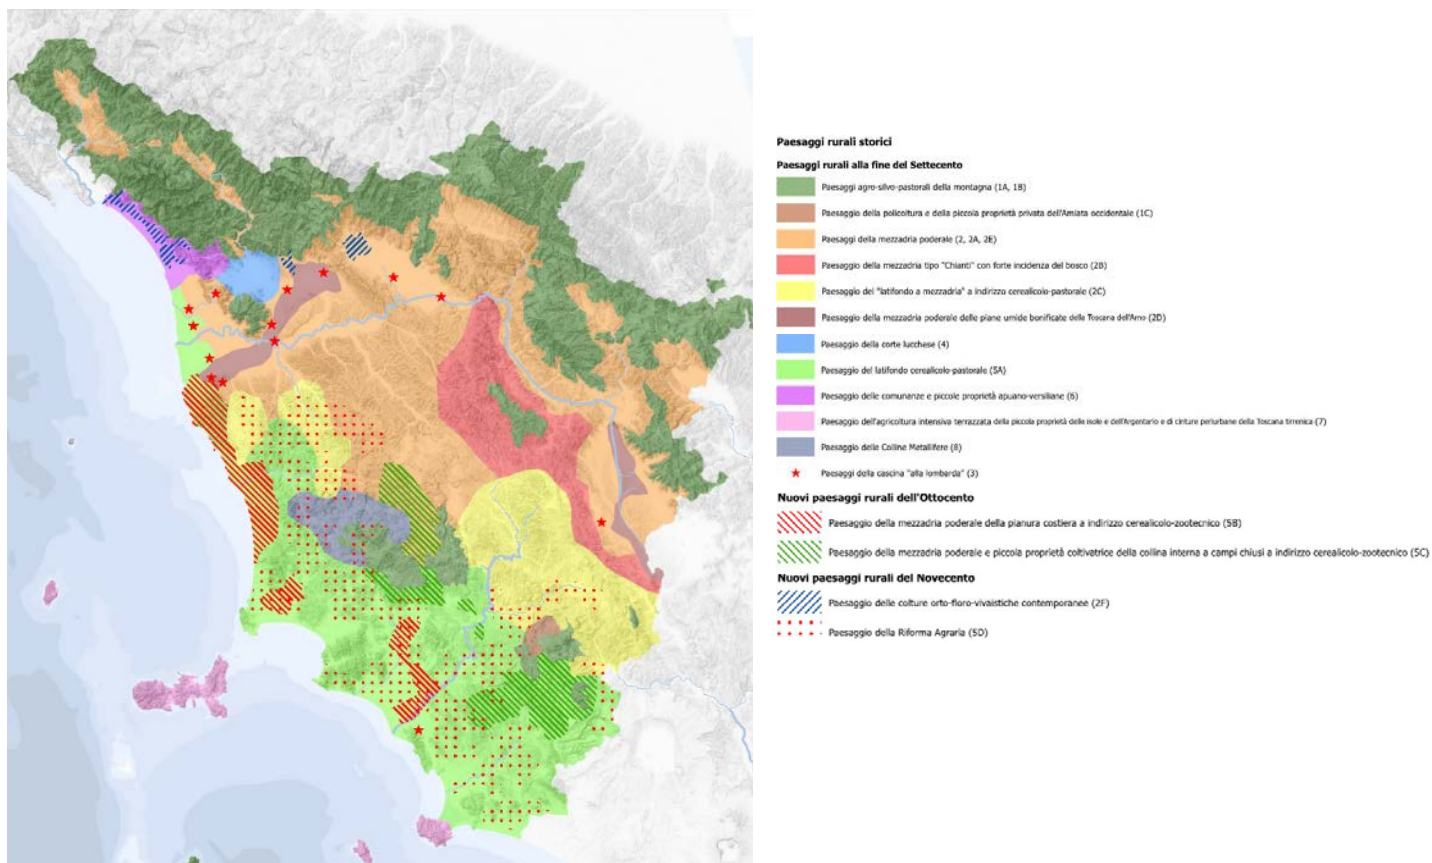 Paesaggi rurali storici
Paesaggi rurali alla fine del Settecento
Paesaggi agro-silvo-pastorali della montagna (1A, 1B)
Paesaggio della policoltura e della piccola proprietà privata dell'Amiata occidentale (1C)
Paesaggi della mezzadria poderale (2, 2A, 2E)
Paesaggio della mezzadria tipo "Chianti" con forte incidenza del bosco (2B)
Paesaggio del "latifondo a mezzadria" a indirizzo cerealicolo-pastorale (2C)
Paesaggio della mezzadria poderale delle piane umide bonificate della Toscana dell'Arno (2D)
Paesaggio della corte lucchese (4)
Paesaggio del latifondo cerealicolo-pastorale (5A)
Paesaggio delle comunanze e piccole proprietà apuano-versiliane (6)
Paesaggio dell'agricoltura intensiva terrazzata della piccola proprietà delle isole e dell'Argentario e di cinture periurbane della Toscana tirrenica (7)
Paesaggio delle Colline Metallifere (8)
Paesaggi della cascina "alla lombarda" (3)
Nuovi paesaggi rurali dell'Ottocento
Paesaggio della mezzadria poderale della pianura costiera a indirizzo cerealicolo-zootecnico (5B)
Paesaggio della mezzadria poderale e piccola proprietà coltivatrice della collina interna a campi chiusi a indirizzo cerealicolo-zootecnico (5C)
Nuovi paesaggi rurali del Novecento
Paesaggio delle colture orto-floro-vivaistiche contemporanee (2F)
Paesaggio della Riforma Agraria (5D)